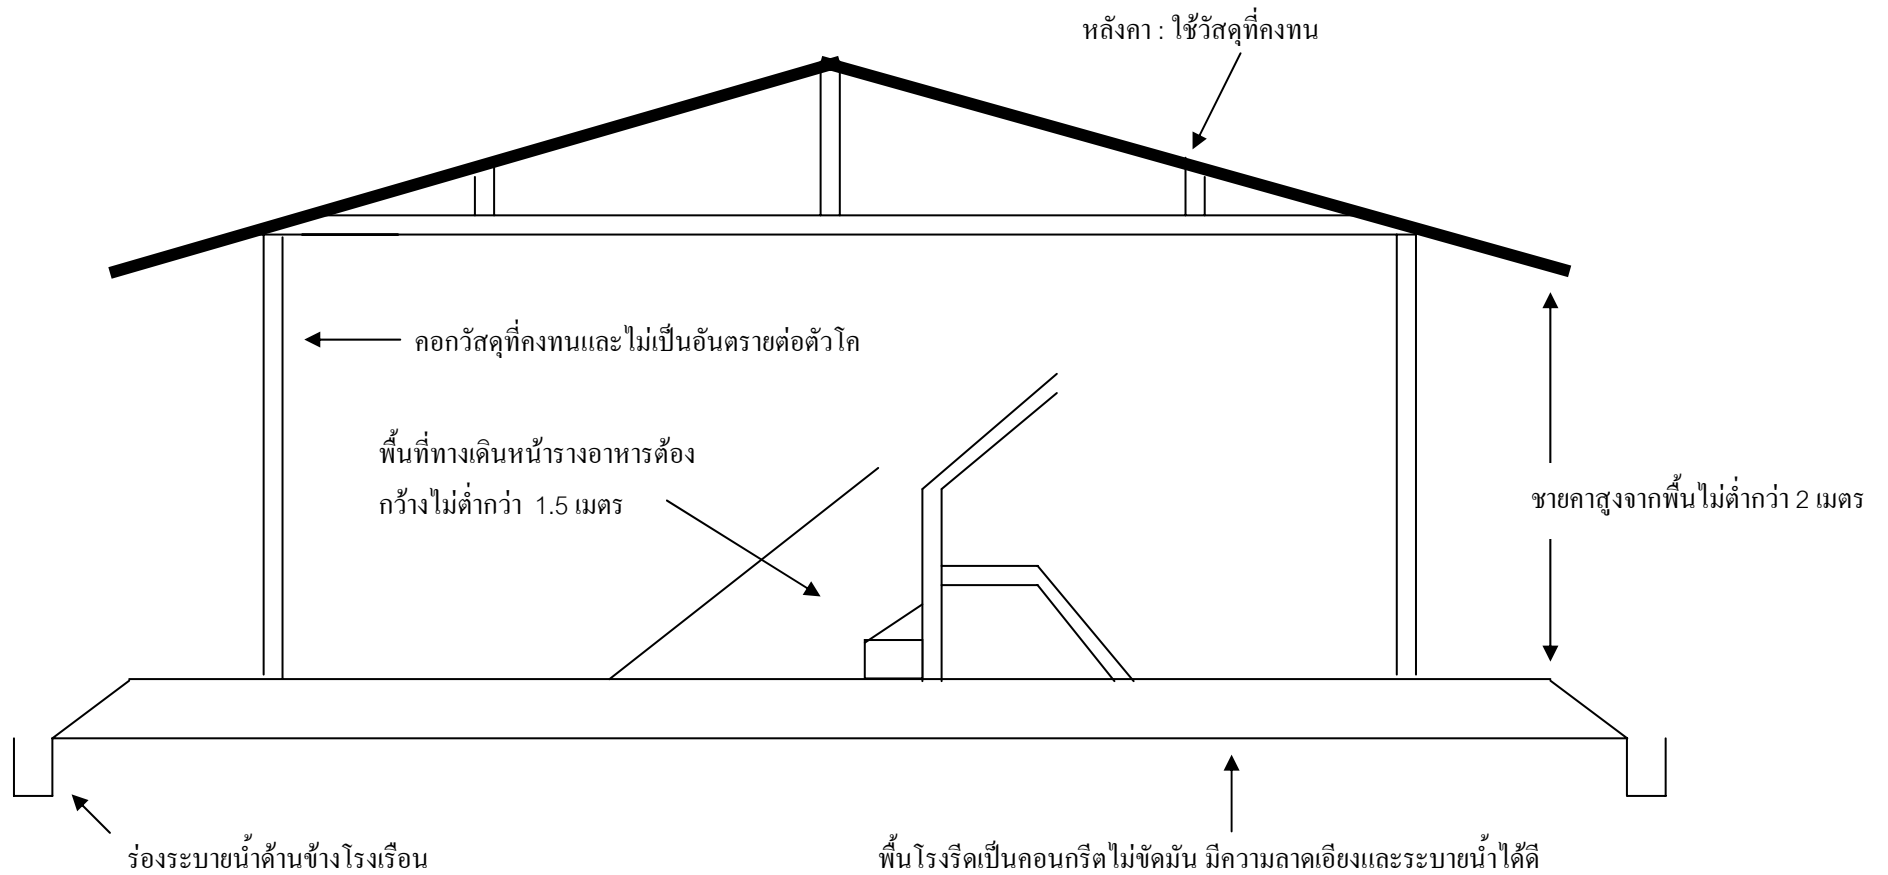 หลังคา : ใช้วัสดุที่คงทน
คอกวัสดุที่คงทนและไม่เป็นอันตรายต่อตัวโค
พื้นที่ทางเดินหน้ารางอาหารต้อง
กว้างไม่ต่ำกว่า 1.5 เมตร
ชายคาสูงจากพื้นไม่ต่ำกว่า 2 เมตร
ร่องระบายน้ำด้านข้างโรงเรือน
พื้นโรงรีดเป็นคอนกรีตไม่ขัดมัน มีความลาดเอียงและระบายน้ำได้ดี